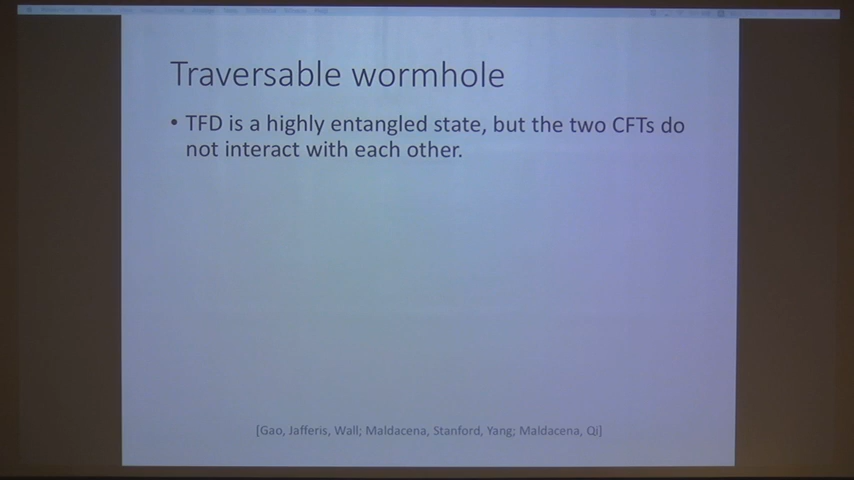 Traversable wormhole
• TFD is a highly entangled state, but the two CFTs do
not interact with each other.
[Gao, Jafferis, Wall; Maldacena, Stanford, Yang; Maldacena, Qi]